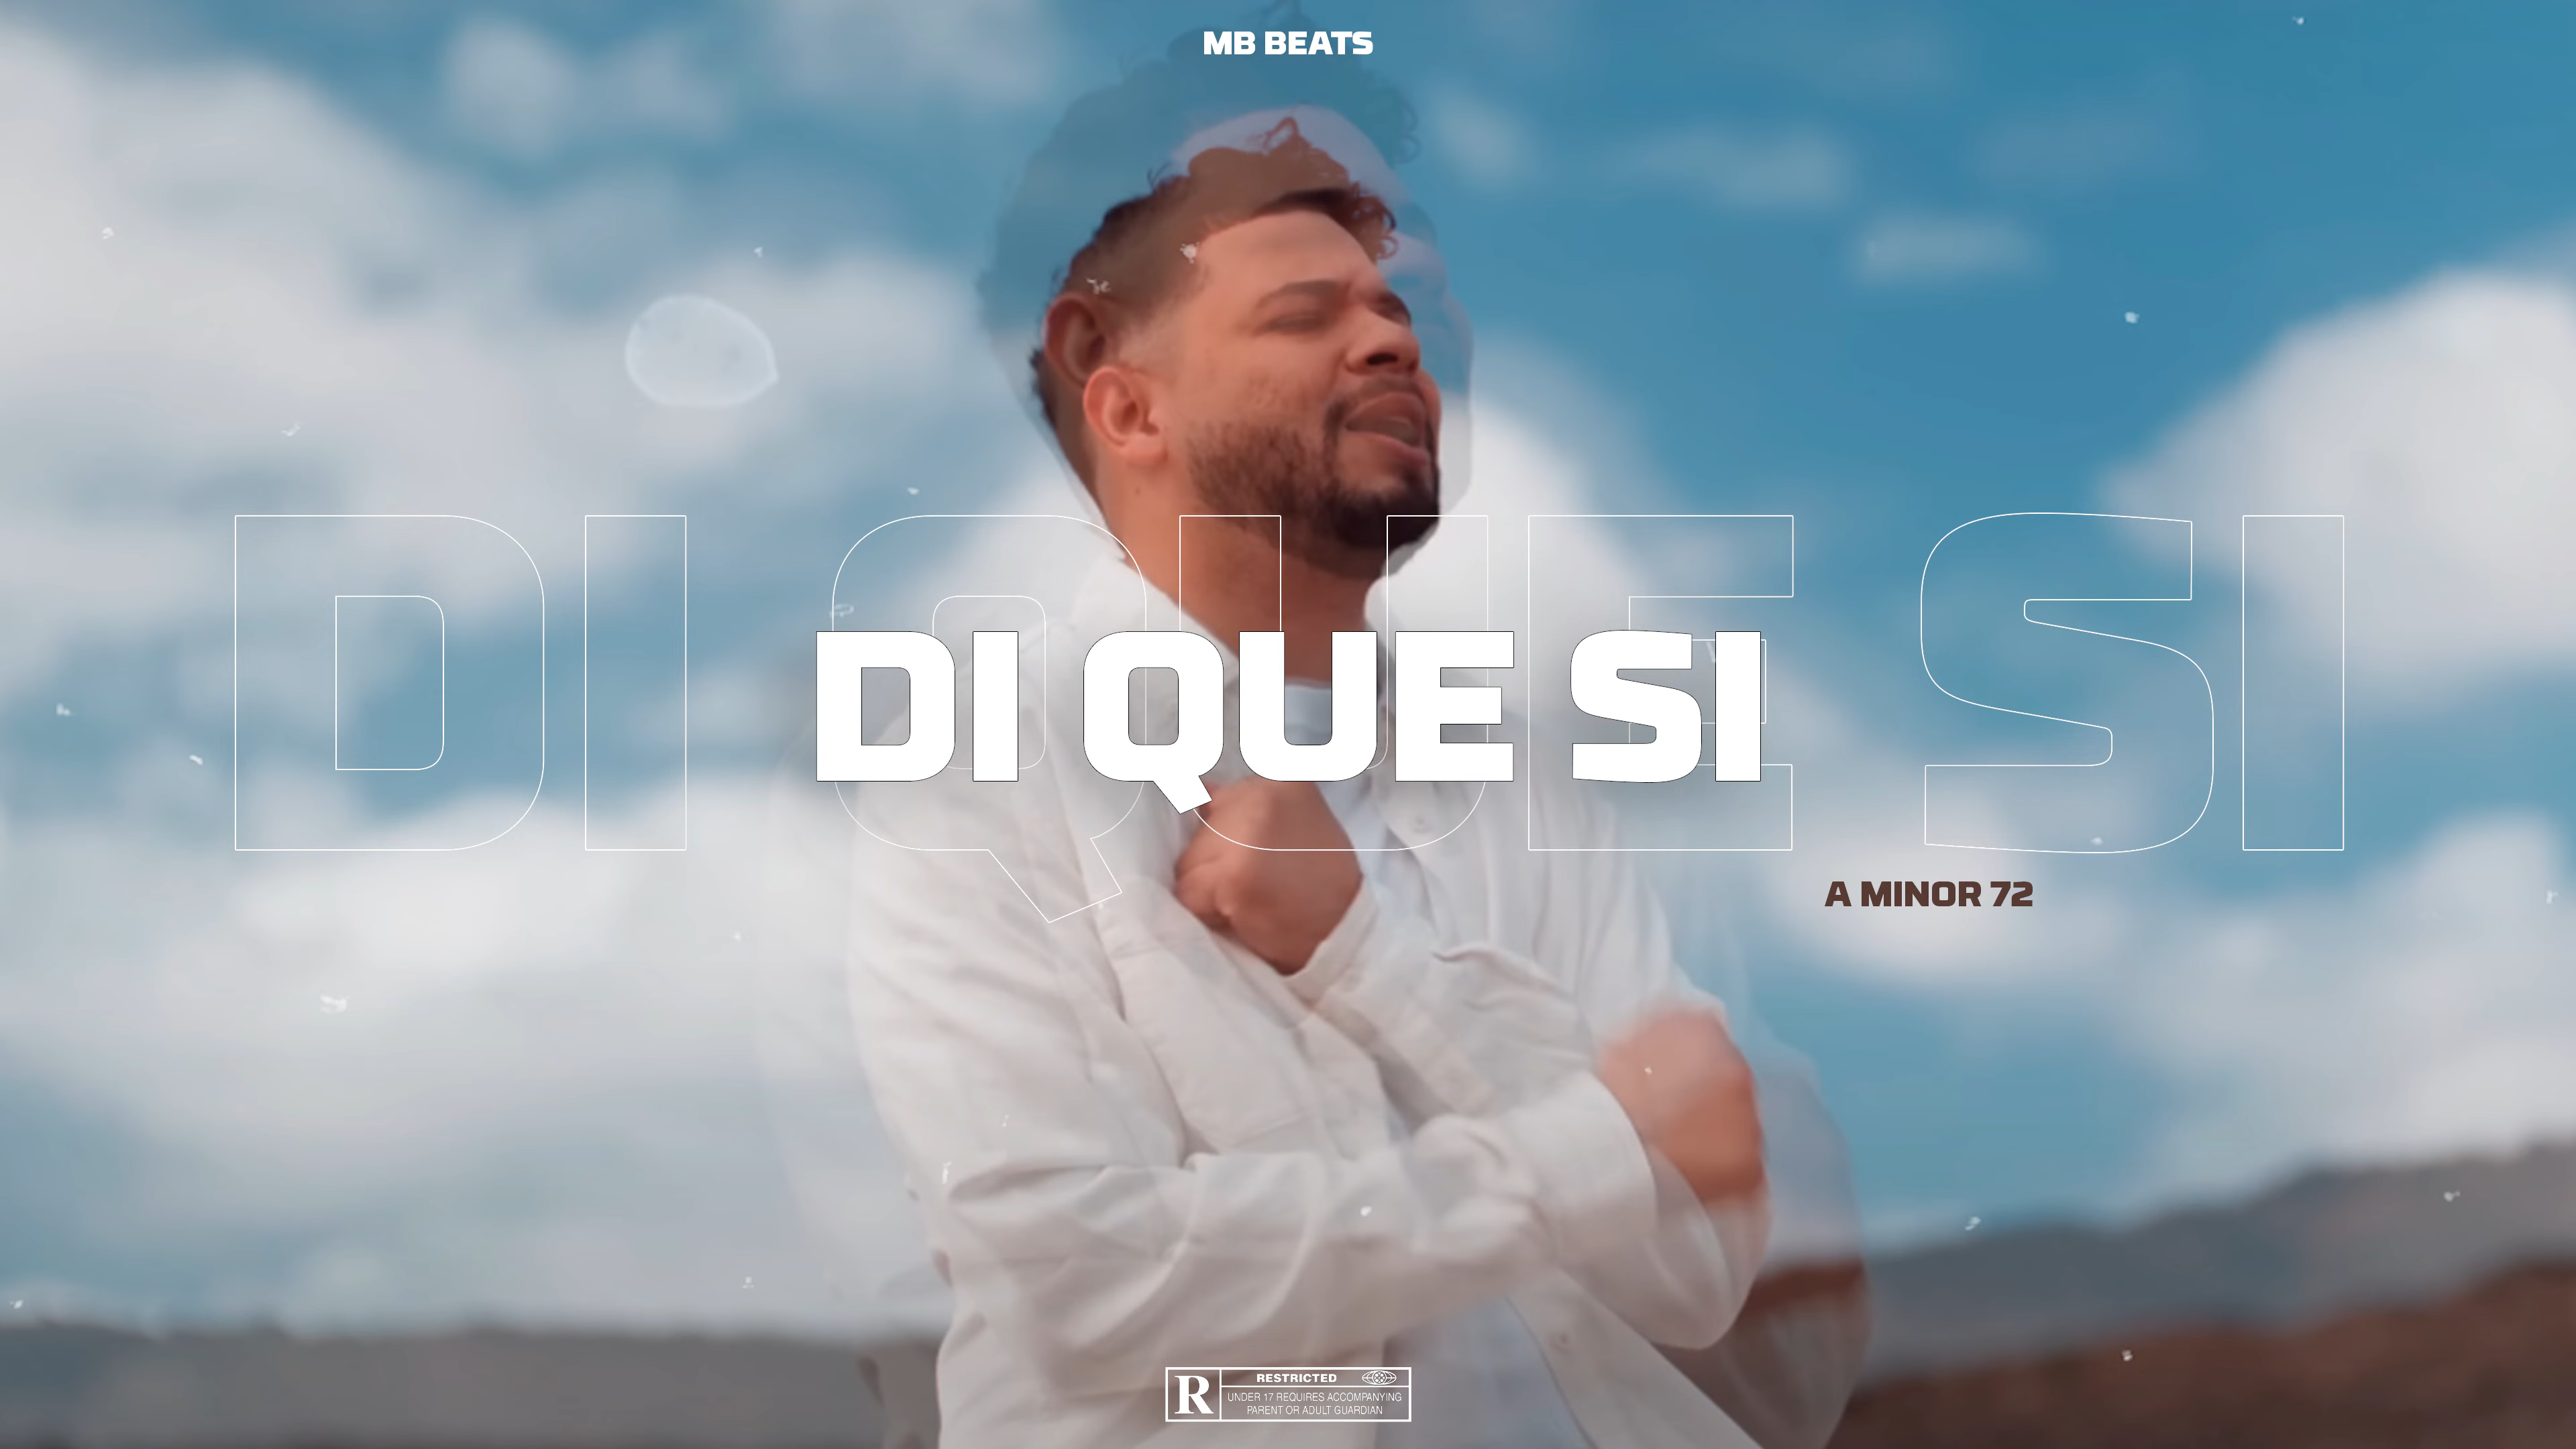 MB BEATS
DI QUE SI
DI QUE SI
A MINOR 72
R
RESTRICTED
UNDER 17 REQUIRES ACCOMPANYING
PARENT OR ADULT GUARDIAN